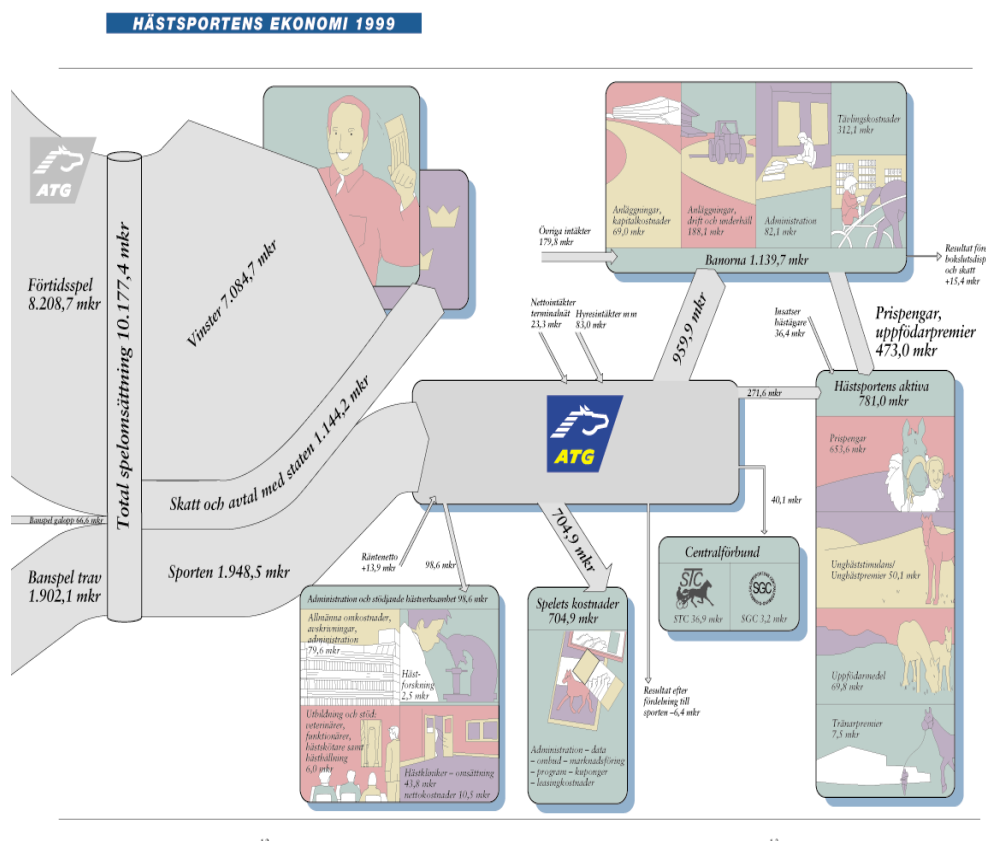 HÄSTSPORTENS EKONOMI 1999
ATG
Förtidsspel
8.208,7 mkr
Banspel galopp 66,6 mkr
Banspel trav
1.902,1 mkr
Total spelomsättning 10.177,4 mkr
Vinster 7.084,7 mkr
Skatt och avtal med staten 1.144,2 mkr
Sporten 1.948,5 mkr
Övriga intäkter
179,8 mkr
Anläggningar,
kapitalkostnader
69,0 mkr
Anläggningar,
drift och underhåll
188,1 mkr
Administration
82,1 mkr
Tävlingskostnader
312,1 mkr
Banorna 1.139,7 mkr
Resultat före
bokslutsdisp
och skatt
+15,4 mkr
Nettointäkter
terminalnät
23,3 mkr
Hyresintäkter m m
83,0 mkr
959,9 mkr
Insatser
hästägare
36,4 mkr
Prispengar,
uppfödarpremier
473,0 mkr
ATG
271,6 mkr
Hästsportens aktiva
781,0 mkr
Prispengar
653,6 mkr
Unghäststimulans/
Unghästpremier 50,1 mkr
Uppfödarmedel
69,8 mkr
Tränarpremier
7,5 mkr
40,1 mkr
Centralförbund
STC
SGC
STC 36,9 mkr
SGC 3,2 mkr
704,9 mkr
Räntenetto
+13,9 mkr
98,6 mkr
Administration och stödjande hästverksamhet 98,6 mkr
Allmänna omkostnader,
avskrivningar,
administration
79,6 mkr
Häst-
forskning
2,5 mkr
Utbildning och stöd:
veterinärer,
funktionärer,
hästskötare samt
hästhållning
6,0 mkr
Hästkliniker – omsättning
43,8 mkr
nettokostnader 10,5 mkr
Spelets kostnader
704,9 mkr
Administration – data
– ombud – marknadsföring
– program – kuponger
– leasingkostnader
Resultat efter
fördelning till
sporten –6,4 mkr